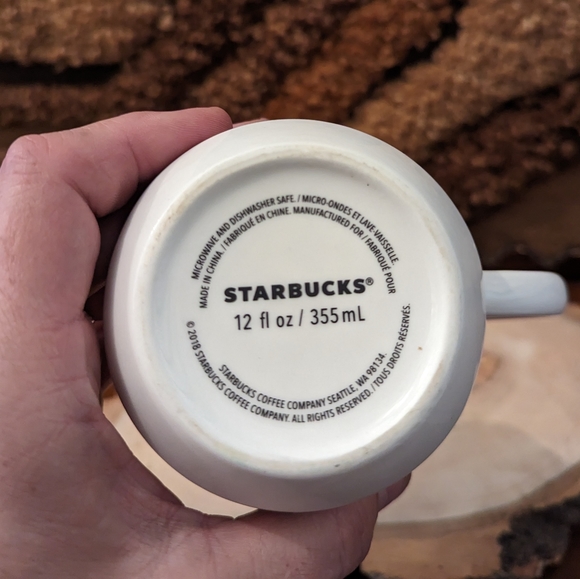 MICROWAVE AND DISHWASHER SAFE. / MICRO-ONDES ET LAVE-VAISSELLE.
MADE IN CHINA / FABRIQUÉ EN CHINE. MANUFACTURED FOR / FABRIQUÉ POUR
STARBUCKS®
12 fl oz / 355 mL
STARBUCKS COFFEE COMPANY SEATTLE, WA 98134.
© 2018 STARBUCKS COFFEE COMPANY. ALL RIGHTS RESERVED. / TOUS DROITS RÉSERVÉS.